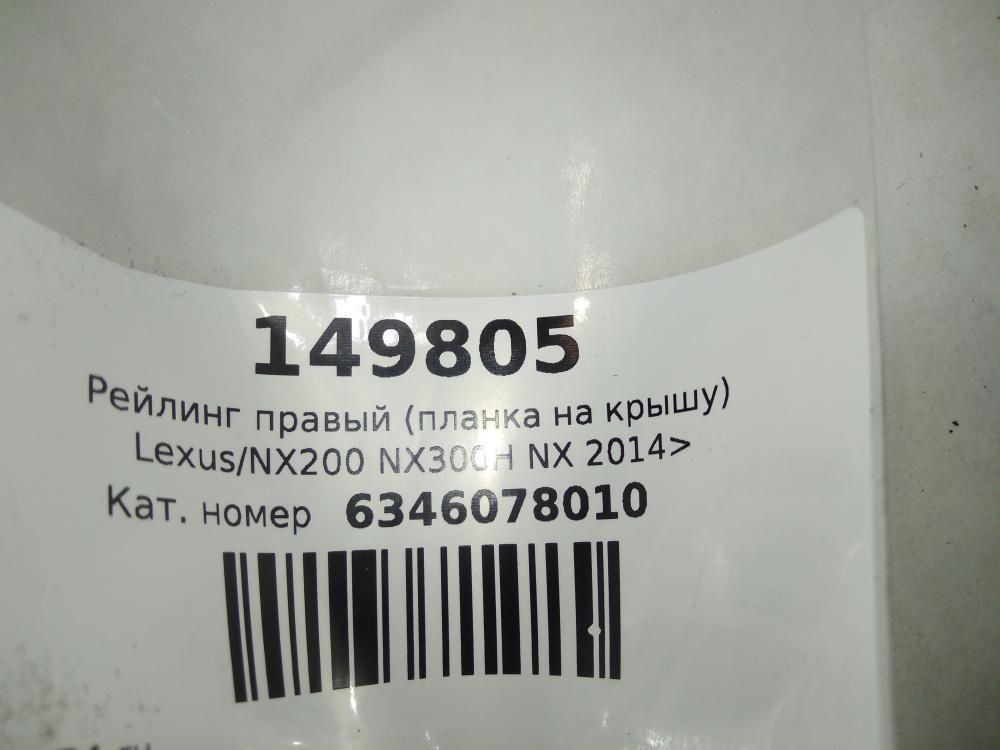 149805
Рейлинг правый (планка на крышу)
Lexus/NX200 NX300H NX 2014>
Кат. номер 6346078010